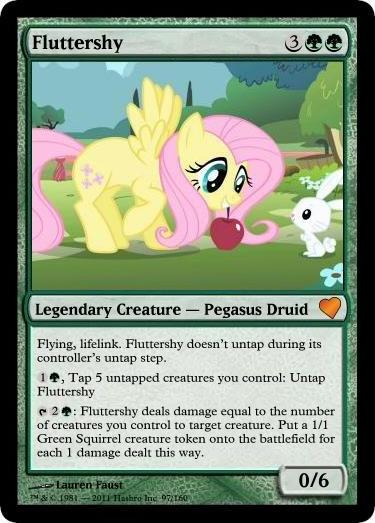 Fluttershy 3
Legendary Creature — Pegasus Druid
Flying, lifelink. Fluttershy doesn't untap during its
controller's untap step.
1, Tap 5 untapped creatures you control: Untap
Fluttershy
2: Fluttershy deals damage equal to the number
of creatures you control to target creature. Put a 1/1
Green Squirrel creature token onto the battlefield for
each 1 damage dealt this way.
Lauren Faust
™ & © 1981 — 2011 Hasbro Inc. 97/160
0/6